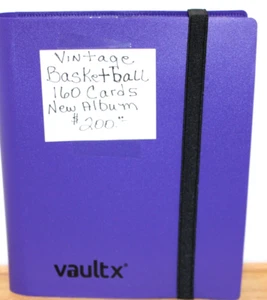 Vintage
Basketball
160 Cards
New Album
$200.00
vaultx®